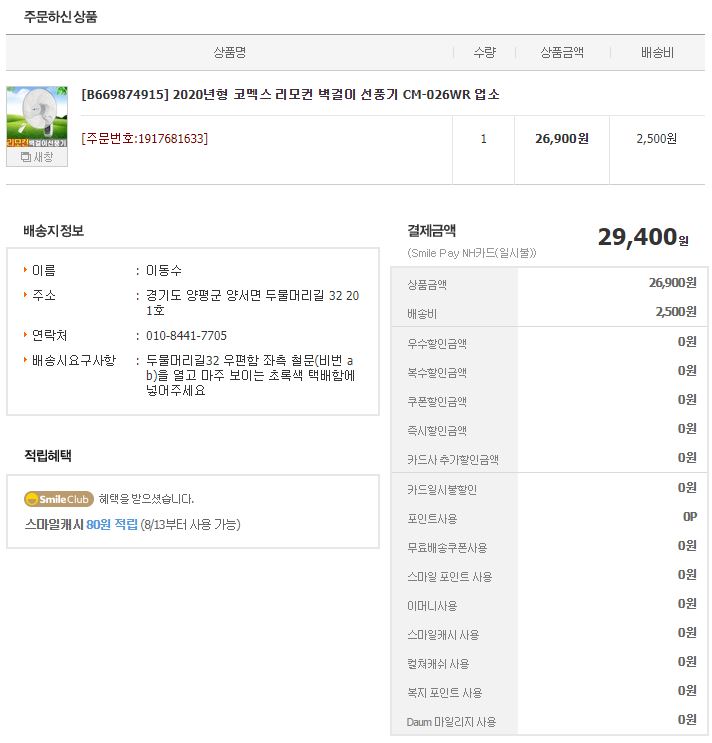 주문하신 상품
상품명 수량 상품금액 배송비
[B669874915] 2020년형 코멕스 리모컨 벽걸이 선풍기 CM-026WR 업소
리모컨벽걸이선풍기
새창
[주문번호:1917681633] 1 26,900원 2,500원
배송지 정보
이름 : 이동수
주소 : 경기도 양평군 양서면 두물머리길 32 20
1호
연락처 : 010-8441-7705
배송시요구사항 : 두물머리길32 우편함 좌측 철문(비번 a
b)을 열고 마주 보이는 초록색 택배함에
넣어주세요
적립혜택
SmileClub 혜택을 받으셨습니다.
스마일캐시 80원 적립 (8/13부터 사용 가능)
결제금액 29,400원
(Smile Pay NH카드(일시불))
상품금액 26,900원
배송비 2,500원
우수할인금액 0원
복수할인금액 0원
쿠폰할인금액 0원
즉시할인금액 0원
카드사 추가할인금액 0원
카드일시불할인 0원
포인트사용 0P
무료배송쿠폰사용 0원
스마일 포인트 사용 0원
이머니사용 0원
스마일캐시 사용 0원
컬쳐캐쉬 사용 0원
복지 포인트 사용 0원
Daum 마일리지 사용 0원